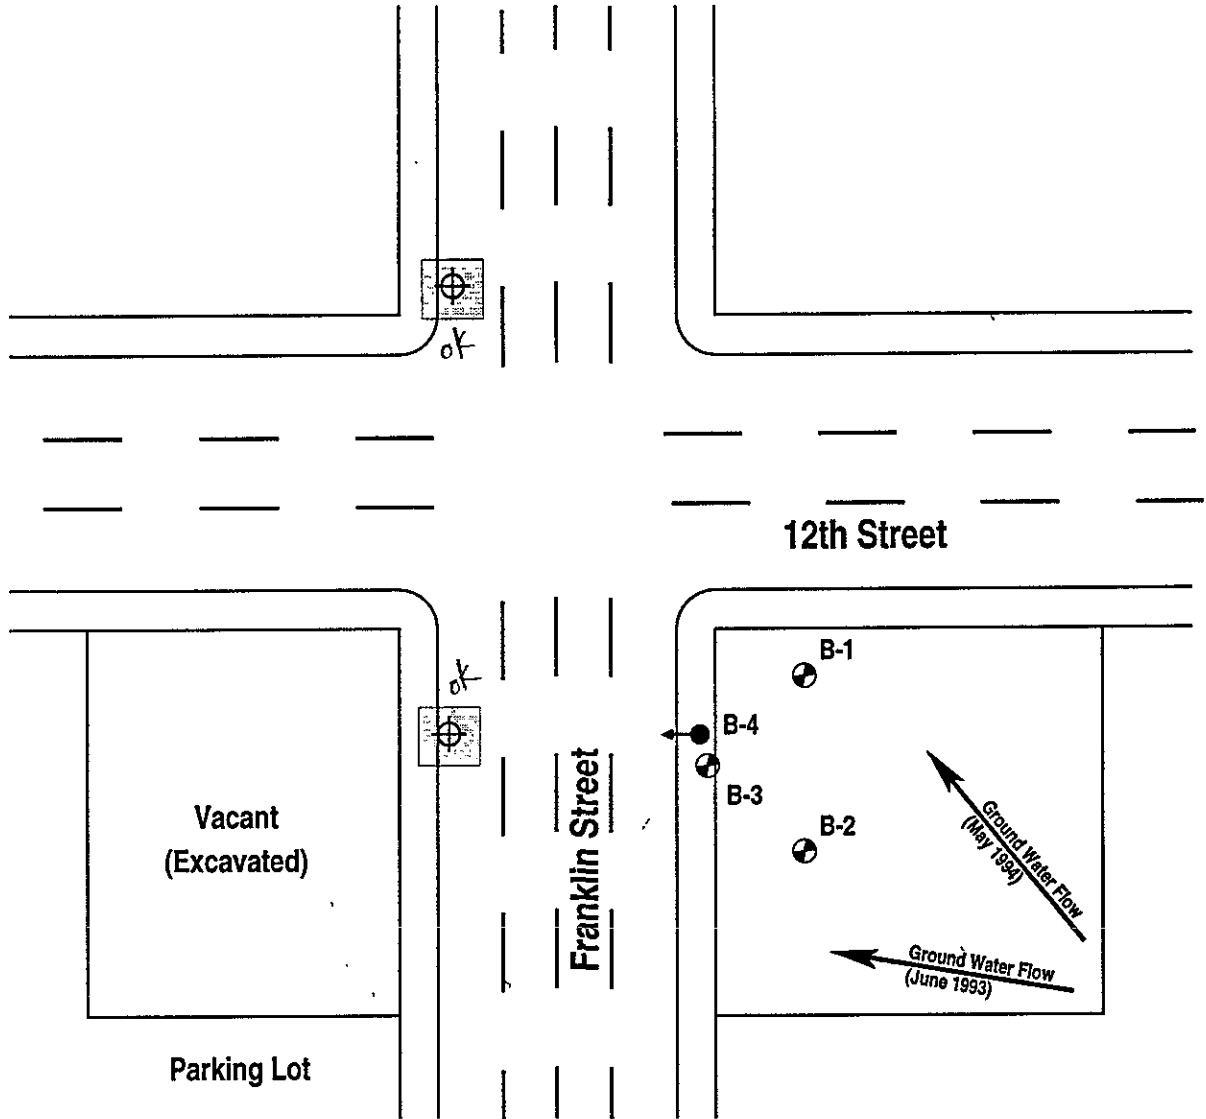 ok
12th Street
B-1
ok
B-4
B-3
Vacant
(Excavated)
Franklin Street
B-2
Ground Water Flow
(May 1994)
Ground Water Flow
(June 1993)
Parking Lot